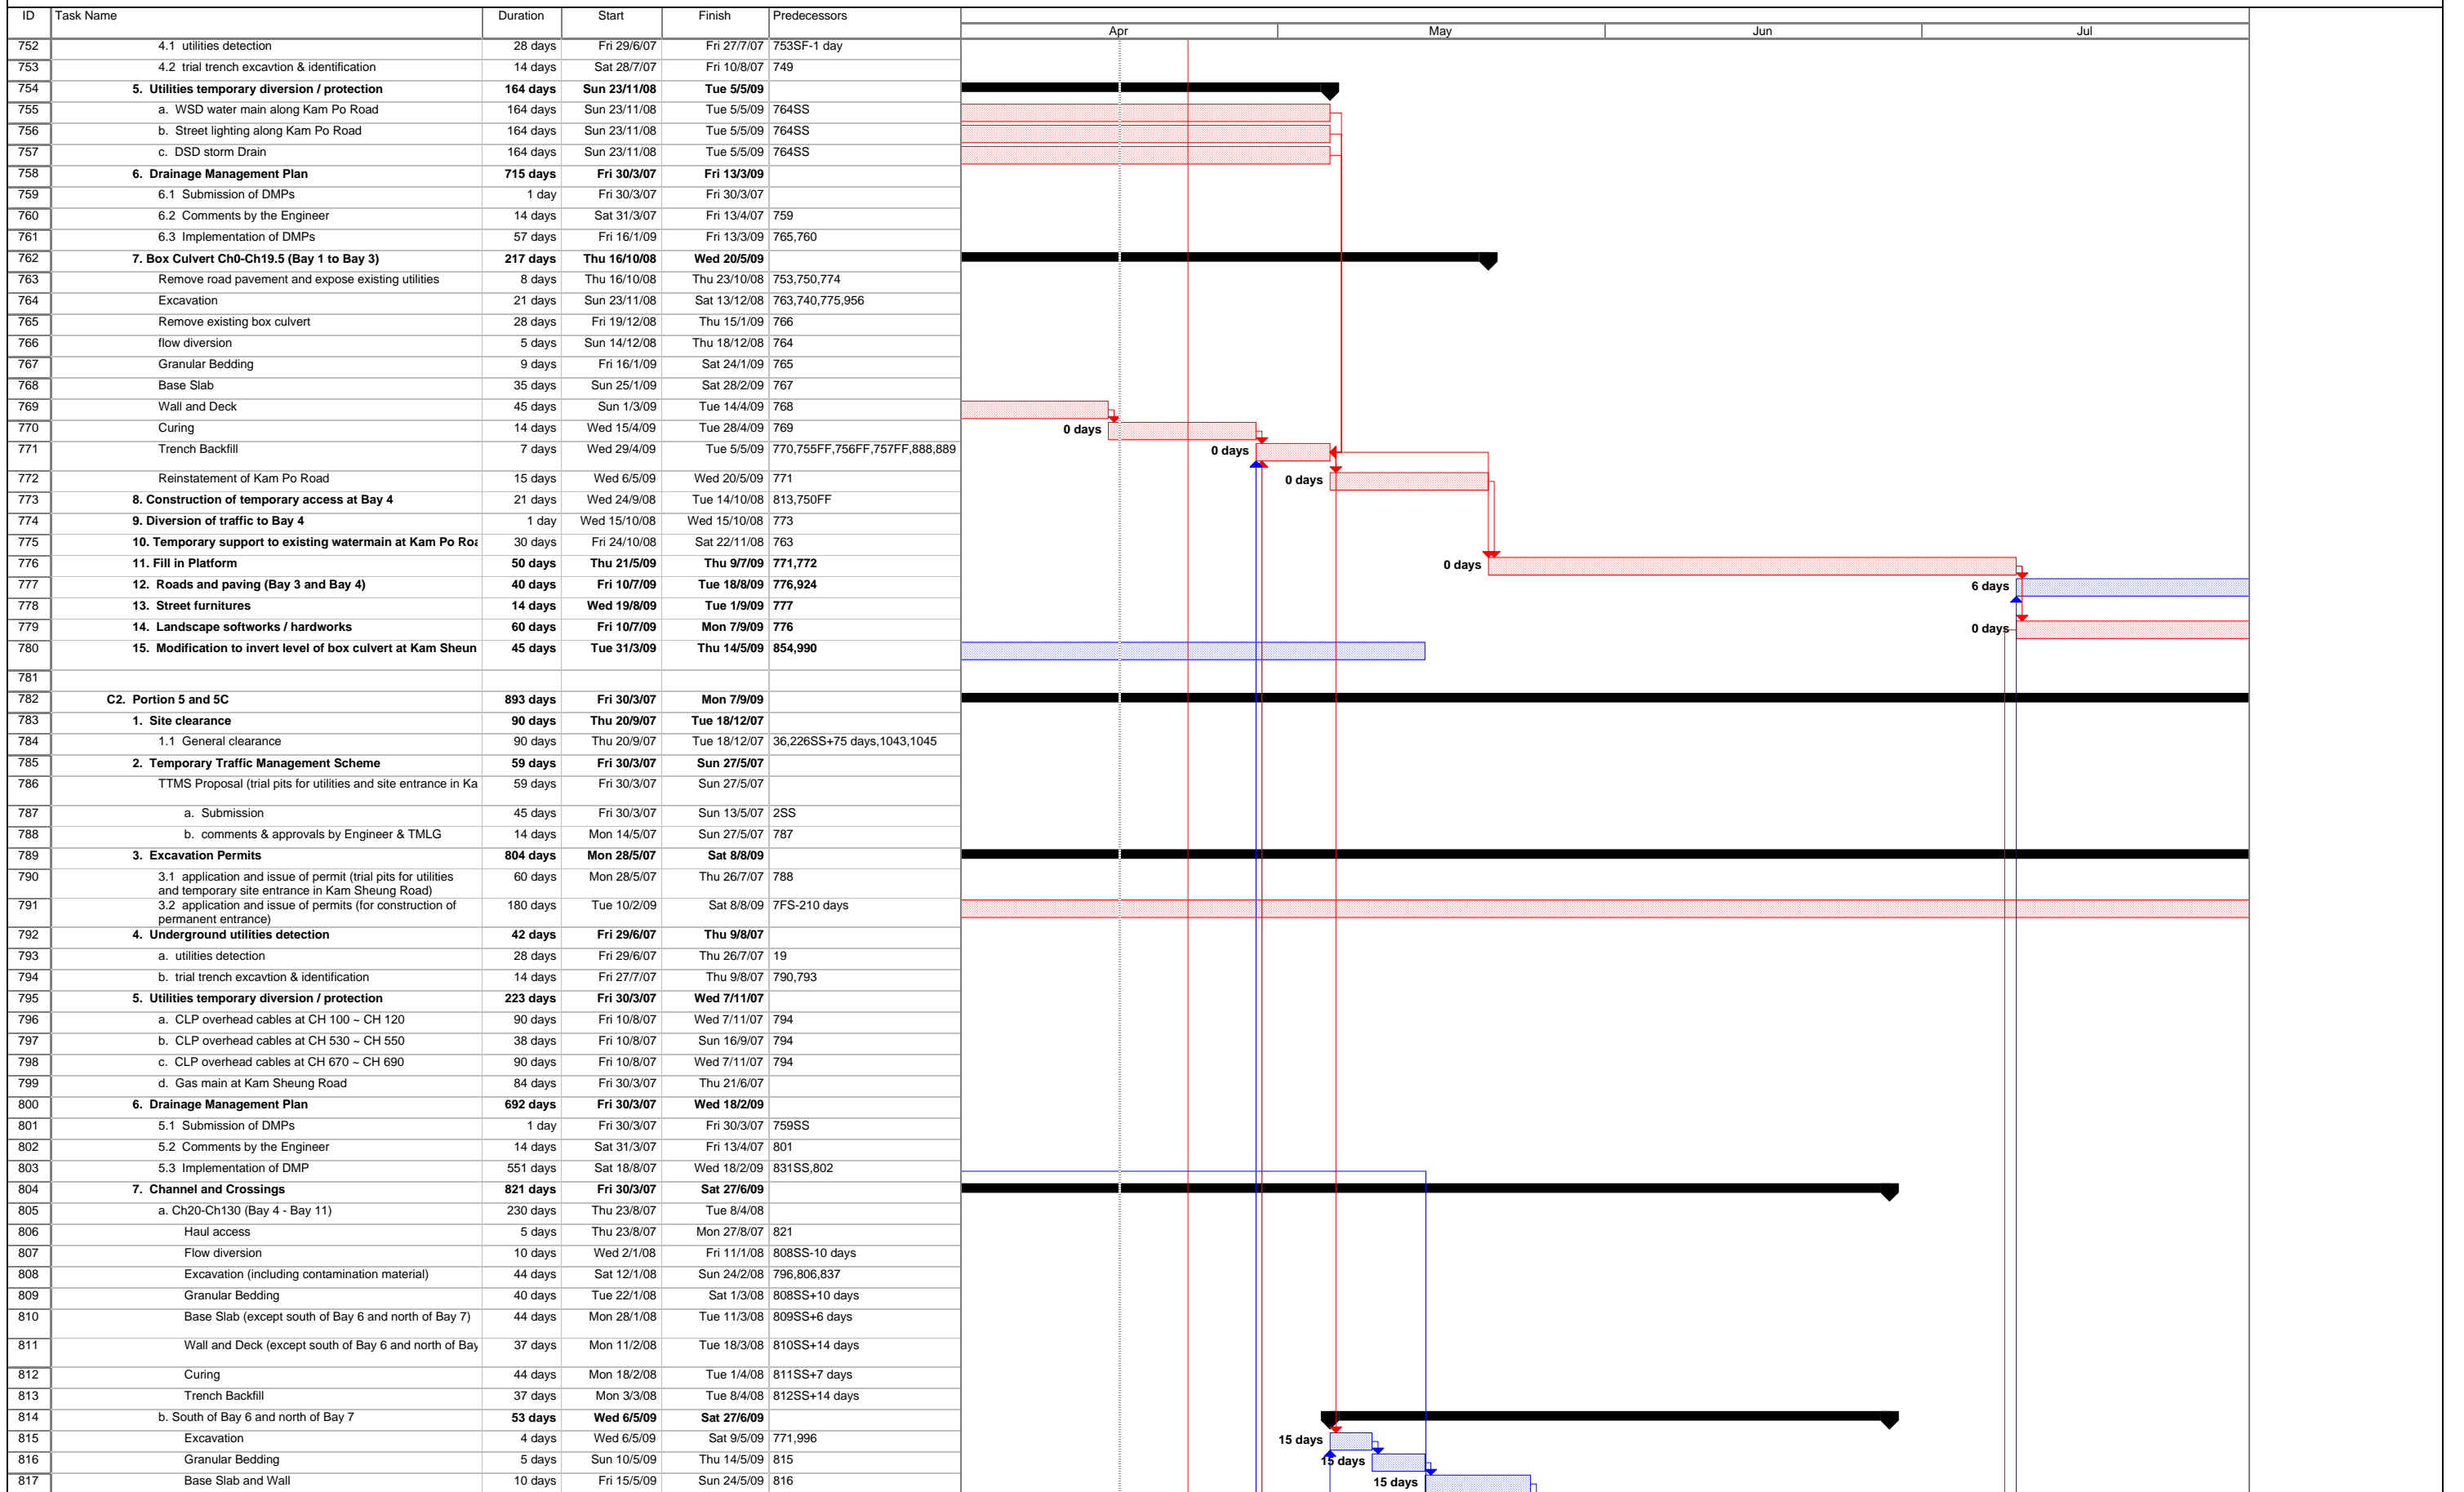 ID Task Name Duration Start Finish Predecessors
Apr May Jun Jul
752 4.1 utilities detection 28 days Fri 29/6/07 Fri 27/7/07 753SF-1 day
753 4.2 trial trench excavtion & identification 14 days Sat 28/7/07 Fri 10/8/07 749
754 5. Utilities temporary diversion / protection 164 days Sun 23/11/08 Tue 5/5/09
755 a. WSD water main along Kam Po Road 164 days Sun 23/11/08 Tue 5/5/09 764SS
756 b. Street lighting along Kam Po Road 164 days Sun 23/11/08 Tue 5/5/09 764SS
757 c. DSD storm Drain 164 days Sun 23/11/08 Tue 5/5/09 764SS
758 6. Drainage Management Plan 715 days Fri 30/3/07 Fri 13/3/09
759 6.1 Submission of DMPs 1 day Fri 30/3/07 Fri 30/3/07
760 6.2 Comments by the Engineer 14 days Sat 31/3/07 Fri 13/4/07 759
761 6.3 Implementation of DMPs 57 days Fri 16/1/09 Fri 13/3/09 765,760
762 7. Box Culvert Ch0-Ch19.5 (Bay 1 to Bay 3) 217 days Thu 16/10/08 Wed 20/5/09
763 Remove road pavement and expose existing utilities 8 days Thu 16/10/08 Thu 23/10/08 753,750,774
764 Excavation 21 days Sun 23/11/08 Sat 13/12/08 763,740,775,956
765 Remove existing box culvert 28 days Fri 19/12/08 Thu 15/1/09 766
766 flow diversion 5 days Sun 14/12/08 Thu 18/12/08 764
767 Granular Bedding 9 days Fri 16/1/09 Sat 24/1/09 765
768 Base Slab 35 days Sun 25/1/09 Sat 28/2/09 767
769 Wall and Deck 45 days Sun 1/3/09 Tue 14/4/09 768
770 Curing 14 days Wed 15/4/09 Tue 28/4/09 769 0 days
771 Trench Backfill 7 days Wed 29/4/09 Tue 5/5/09 770,755FF,756FF,757FF,888,889 0 days
772 Reinstatement of Kam Po Road 15 days Wed 6/5/09 Wed 20/5/09 771 0 days
773 8. Construction of temporary access at Bay 4 21 days Wed 24/9/08 Tue 14/10/08 813,750FF
774 9. Diversion of traffic to Bay 4 1 day Wed 15/10/08 Wed 15/10/08 773
775 10. Temporary support to existing watermain at Kam Po Roa 30 days Fri 24/10/08 Sat 22/11/08 763
776 11. Fill in Platform 50 days Thu 21/5/09 Thu 9/7/09 771,772 0 days
777 12. Roads and paving (Bay 3 and Bay 4) 40 days Fri 10/7/09 Tue 18/8/09 776,924 6 days
778 13. Street furnitures 14 days Wed 19/8/09 Tue 1/9/09 777
779 14. Landscape softworks / hardworks 60 days Fri 10/7/09 Mon 7/9/09 776 0 days
780 15. Modification to invert level of box culvert at Kam Sheun 45 days Tue 31/3/09 Thu 14/5/09 854,990
781
782 C2. Portion 5 and 5C 893 days Fri 30/3/07 Mon 7/9/09
783 1. Site clearance 90 days Thu 20/9/07 Tue 18/12/07
784 1.1 General clearance 90 days Thu 20/9/07 Tue 18/12/07 36,226SS+75 days,1043,1045
785 2. Temporary Traffic Management Scheme 59 days Fri 30/3/07 Sun 27/5/07
786 TTMS Proposal (trial pits for utilities and site entrance in Ka 59 days Fri 30/3/07 Sun 27/5/07
787 a. Submission 45 days Fri 30/3/07 Sun 13/5/07 2SS
788 b. comments & approvals by Engineer & TMLG 14 days Mon 14/5/07 Sun 27/5/07 787
789 3. Excavation Permits 804 days Mon 28/5/07 Sat 8/8/09
790 3.1 application and issue of permit (trial pits for utilities 60 days Mon 28/5/07 Thu 26/7/07 788
and temporary site entrance in Kam Sheung Road)
791 3.2 application and issue of permits (for construction of 180 days Tue 10/2/09 Sat 8/8/09 7FS-210 days
permanent entrance)
792 4. Underground utilities detection 42 days Fri 29/6/07 Thu 9/8/07
793 a. utilities detection 28 days Fri 29/6/07 Thu 26/7/07 19
794 b. trial trench excavtion & identification 14 days Fri 27/7/07 Thu 9/8/07 790,793
795 5. Utilities temporary diversion / protection 223 days Fri 30/3/07 Wed 7/11/07
796 a. CLP overhead cables at CH 100 ~ CH 120 90 days Fri 10/8/07 Wed 7/11/07 794
797 b. CLP overhead cables at CH 530 ~ CH 550 38 days Fri 10/8/07 Sun 16/9/07 794
798 c. CLP overhead cables at CH 670 ~ CH 690 90 days Fri 10/8/07 Wed 7/11/07 794
799 d. Gas main at Kam Sheung Road 84 days Fri 30/3/07 Thu 21/6/07
800 6. Drainage Management Plan 692 days Fri 30/3/07 Wed 18/2/09
801 5.1 Submission of DMPs 1 day Fri 30/3/07 Fri 30/3/07 759SS
802 5.2 Comments by the Engineer 14 days Sat 31/3/07 Fri 13/4/07 801
803 5.3 Implementation of DMP 551 days Sat 18/8/07 Wed 18/2/09 831SS,802
804 7. Channel and Crossings 821 days Fri 30/3/07 Sat 27/6/09
805 a. Ch20-Ch130 (Bay 4 - Bay 11) 230 days Thu 23/8/07 Tue 8/4/08
806 Haul access 5 days Thu 23/8/07 Mon 27/8/07 821
807 Flow diversion 10 days Wed 2/1/08 Fri 11/1/08 808SS-10 days
808 Excavation (including contamination material) 44 days Sat 12/1/08 Sun 24/2/08 796,806,837
809 Granular Bedding 40 days Tue 22/1/08 Sat 1/3/08 808SS+10 days
810 Base Slab (except south of Bay 6 and north of Bay 7) 44 days Mon 28/1/08 Tue 11/3/08 809SS+6 days
811 Wall and Deck (except south of Bay 6 and north of Bay 37 days Mon 11/2/08 Tue 18/3/08 810SS+14 days
812 Curing 44 days Mon 18/2/08 Tue 1/4/08 811SS+7 days
813 Trench Backfill 37 days Mon 3/3/08 Tue 8/4/08 812SS+14 days
814 b. South of Bay 6 and north of Bay 7 53 days Wed 6/5/09 Sat 27/6/09
815 Excavation 4 days Wed 6/5/09 Sat 9/5/09 771,996 15 days
816 Granular Bedding 5 days Sun 10/5/09 Thu 14/5/09 815 15 days
817 Base Slab and Wall 10 days Fri 15/5/09 Sun 24/5/09 816 15 days